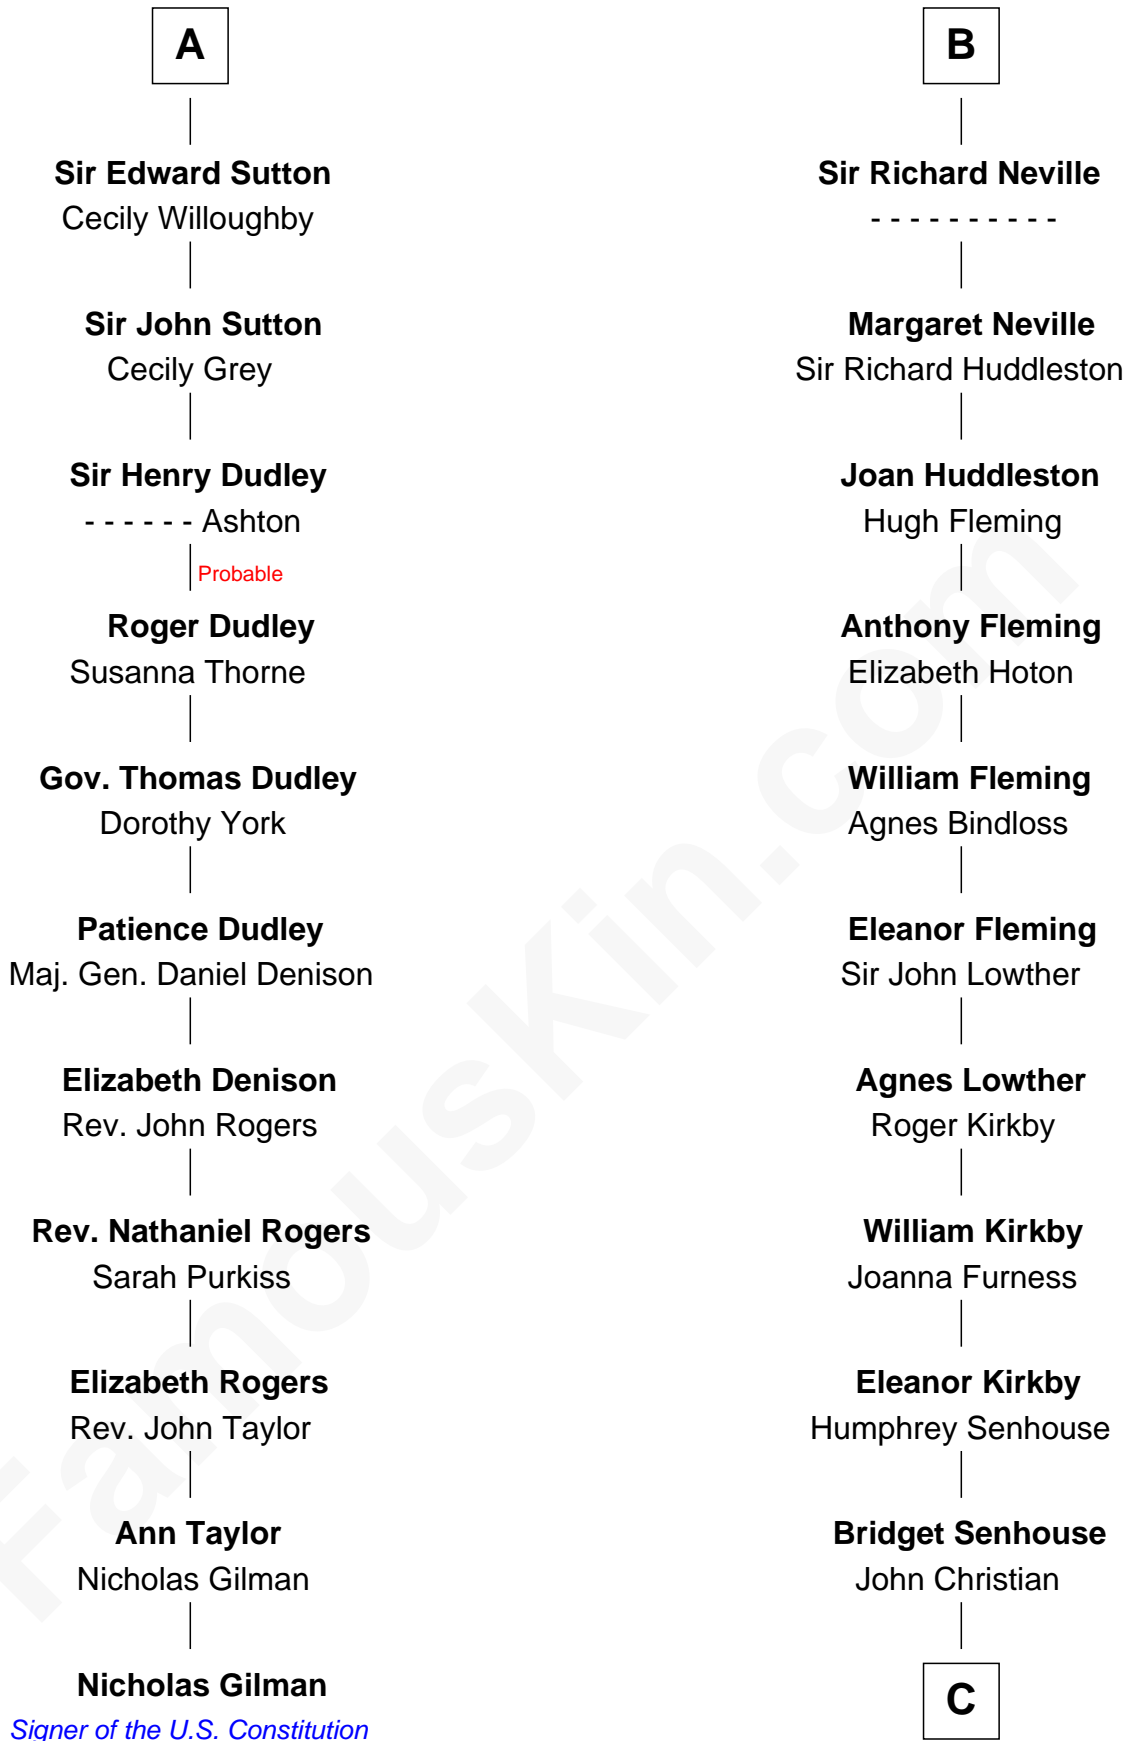 A
Sir Edward Sutton
Cecily Willoughby
Sir John Sutton
Cecily Grey
Sir Henry Dudley
- - - - - - Ashton
Probable
Roger Dudley
Susanna Thorne
Gov. Thomas Dudley
Dorothy York
Patience Dudley
Maj. Gen. Daniel Denison
Elizabeth Denison
Rev. John Rogers
Rev. Nathaniel Rogers
Sarah Purkiss
Elizabeth Rogers
Rev. John Taylor
Ann Taylor
Nicholas Gilman
Nicholas Gilman
Signer of the U.S. Constitution
B
Sir Richard Neville
- - - - - - - - - -
Margaret Neville
Sir Richard Huddleston
Joan Huddleston
Hugh Fleming
Anthony Fleming
Elizabeth Hoton
William Fleming
Agnes Bindloss
Eleanor Fleming
Sir John Lowther
Agnes Lowther
Roger Kirkby
William Kirkby
Joanna Furness
Eleanor Kirkby
Humphrey Senhouse
Bridget Senhouse
John Christian
C
FamousKin.com